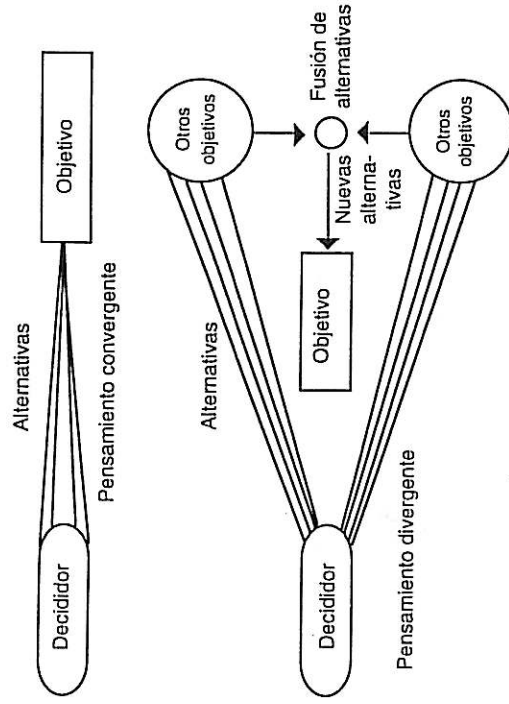 Alternativas
Decididor
Objetivo
Pensamiento convergente
Otros
objetivos
Alternativas
Fusión de
alternativas
Decididor
Objetivo
Nuevas
alterna-
tivas
Pensamiento divergente
Otros
objetivos